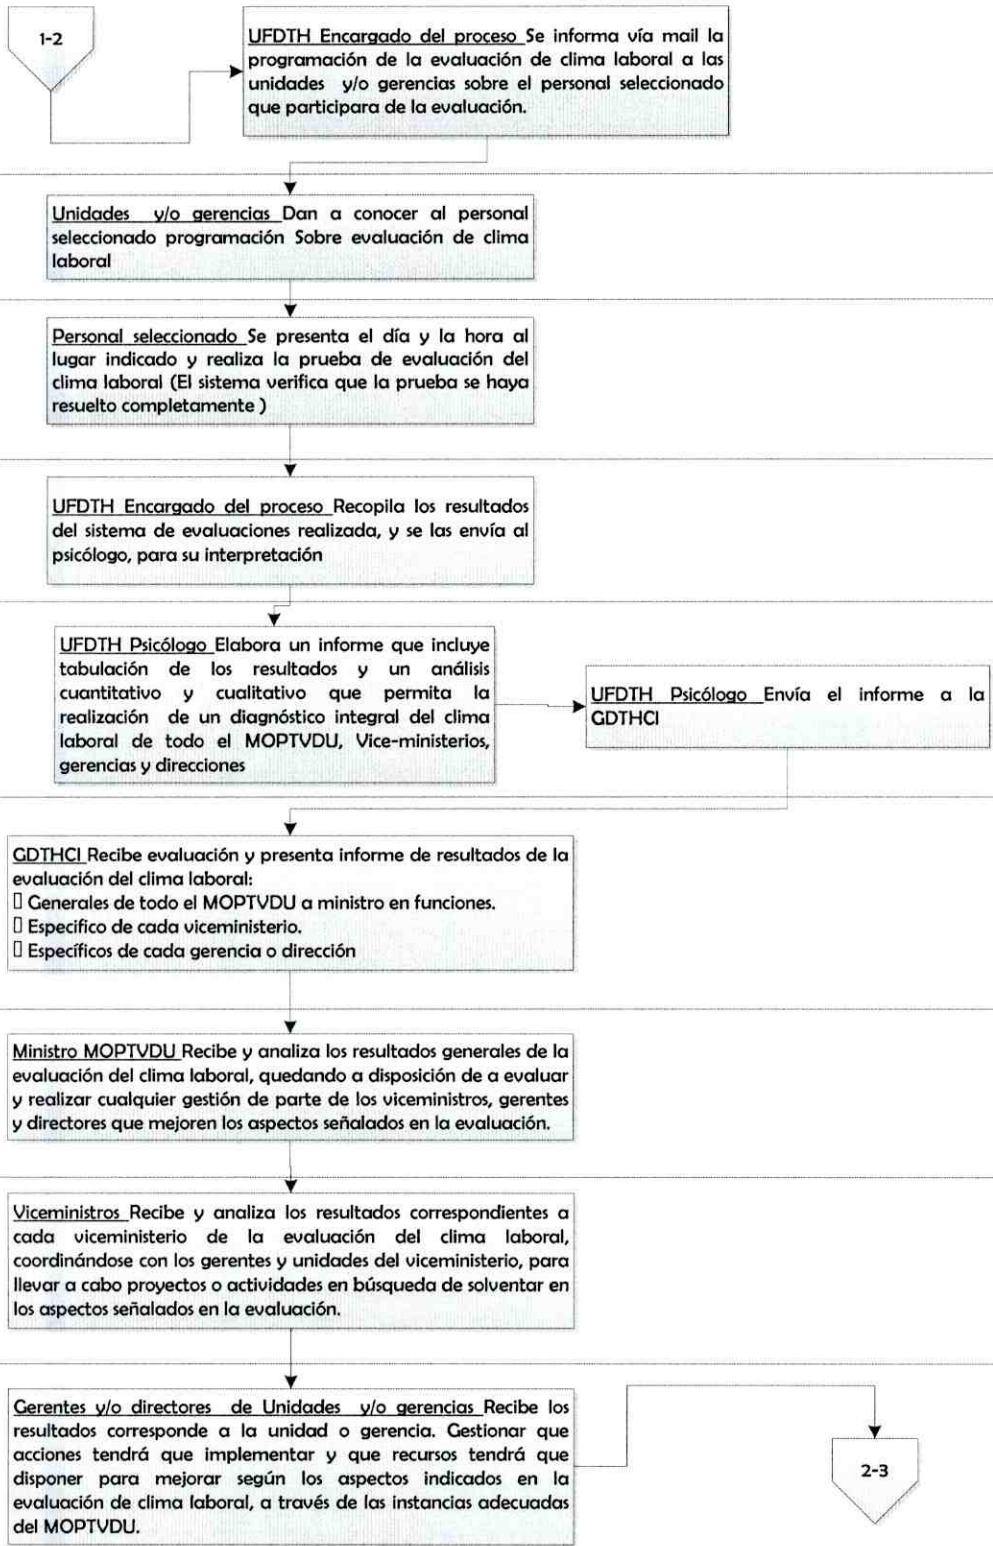 1-2
UFDTH Encargado del proceso Se informa vía mail la
programación de la evaluación de clima laboral a las
unidades y/o gerencias sobre el personal seleccionado
que participara de la evaluación.
Unidades y/o gerencias Dan a conocer al personal
seleccionado programación Sobre evaluación de clima
laboral
Personal seleccionado Se presenta el día y la hora al
lugar indicado y realiza la prueba de evaluación del
clima laboral (El sistema verifica que la prueba se haya
resuelto completamente )
UFDTH Encargado del proceso Recopila los resultados
del sistema de evaluaciones realizada, y se las envía al
psicólogo, para su interpretación
UFDTH Psicólogo Elabora un informe que incluye
tabulación de los resultados y un análisis
cuantitativo y cualitativo que permita la
realización de un diagnóstico integral del clima
laboral de todo el MOPTVDU, Vice-ministerios,
gerencias y direcciones
UFDTH Psicólogo Envía el informe a la
GDTHCI
GDTHCI Recibe evaluación y presenta informe de resultados de la
evaluación del clima laboral:
▯ Generales de todo el MOPTVDU a ministro en funciones.
▯ Especifico de cada viceministerio.
▯ Específicos de cada gerencia o dirección
Ministro MOPTVDU Recibe y analiza los resultados generales de la
evaluación del clima laboral, quedando a disposición de a evaluar
y realizar cualquier gestión de parte de los viceministros, gerentes
y directores que mejoren los aspectos señalados en la evaluación.
Viceministros Recibe y analiza los resultados correspondientes a
cada viceministerio de la evaluación del clima laboral,
coordinándose con los gerentes y unidades del viceministerio, para
llevar a cabo proyectos o actividades en búsqueda de solventar en
los aspectos señalados en la evaluación.
Gerentes y/o directores de Unidades y/o gerencias Recibe los
resultados corresponde a la unidad o gerencia. Gestionar que
acciones tendrá que implementar y que recursos tendrá que
disponer para mejorar según los aspectos indicados en la
evaluación de clima laboral, a través de las instancias adecuadas
del MOPTVDU.
2-3